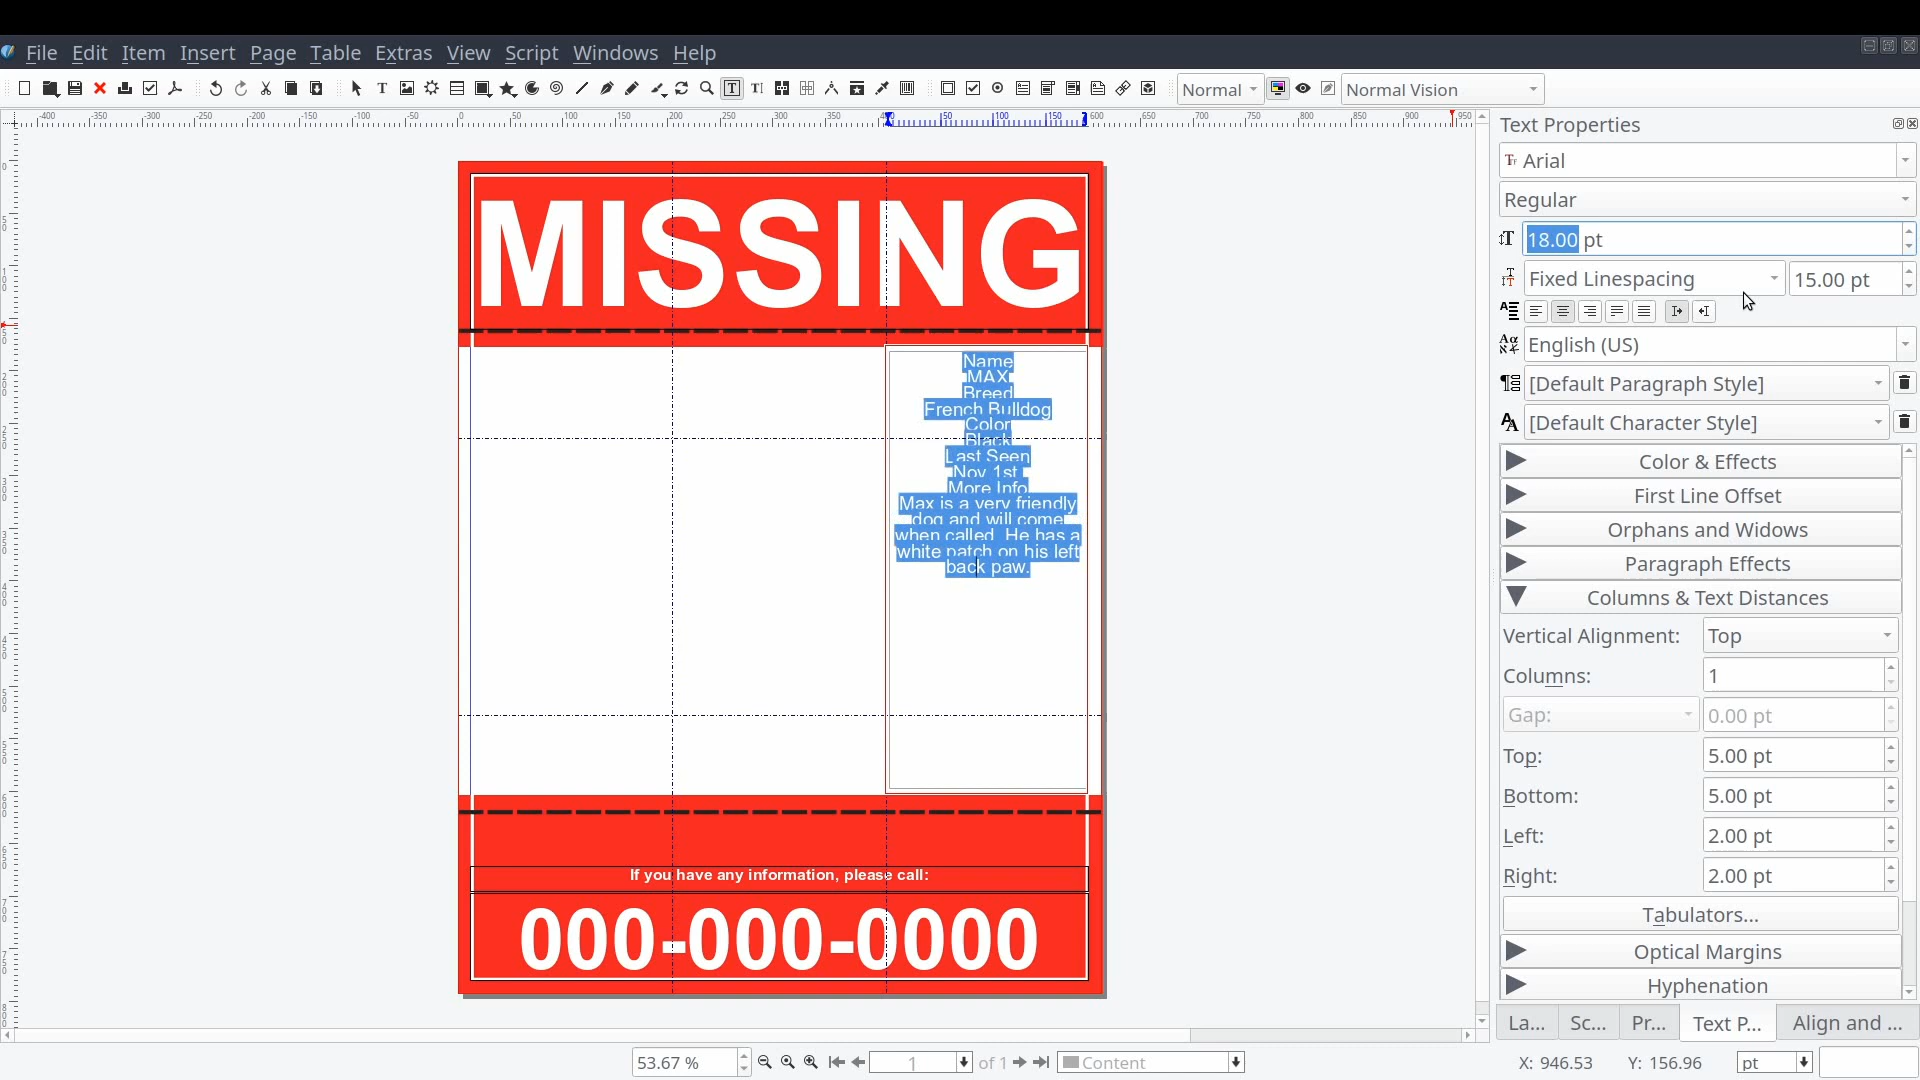 File Edit Item Insert Page Table Extras View Script Windows Help
Normal
Normal Vision
Text Properties
Arial
Regular
18.00 pt
Fixed Linespacing 15.00 pt
English (US)
[Default Paragraph Style]
[Default Character Style]
Color & Effects
First Line Offset
Orphans and Widows
Paragraph Effects
Columns & Text Distances
Vertical Alignment: Top
Columns: 1
Gap: 0.00 pt
Top: 5.00 pt
Bottom: 5.00 pt
Left: 2.00 pt
Right: 2.00 pt
Tabulators...
Optical Margins
Hyphenation
La... Sc... Pr... Text P... Align and ...
MISSING
Name
MAX
Breed
French Bulldog
Color
Black
Last Seen
Nov 1st
More Info
Max is a very friendly
dog and will come
when called. He has a
white patch on his left
back paw.
If you have any information, please call:
000-000-0000
53.67 %
1 of 1
Content
X: 946.53 Y: 156.96 pt